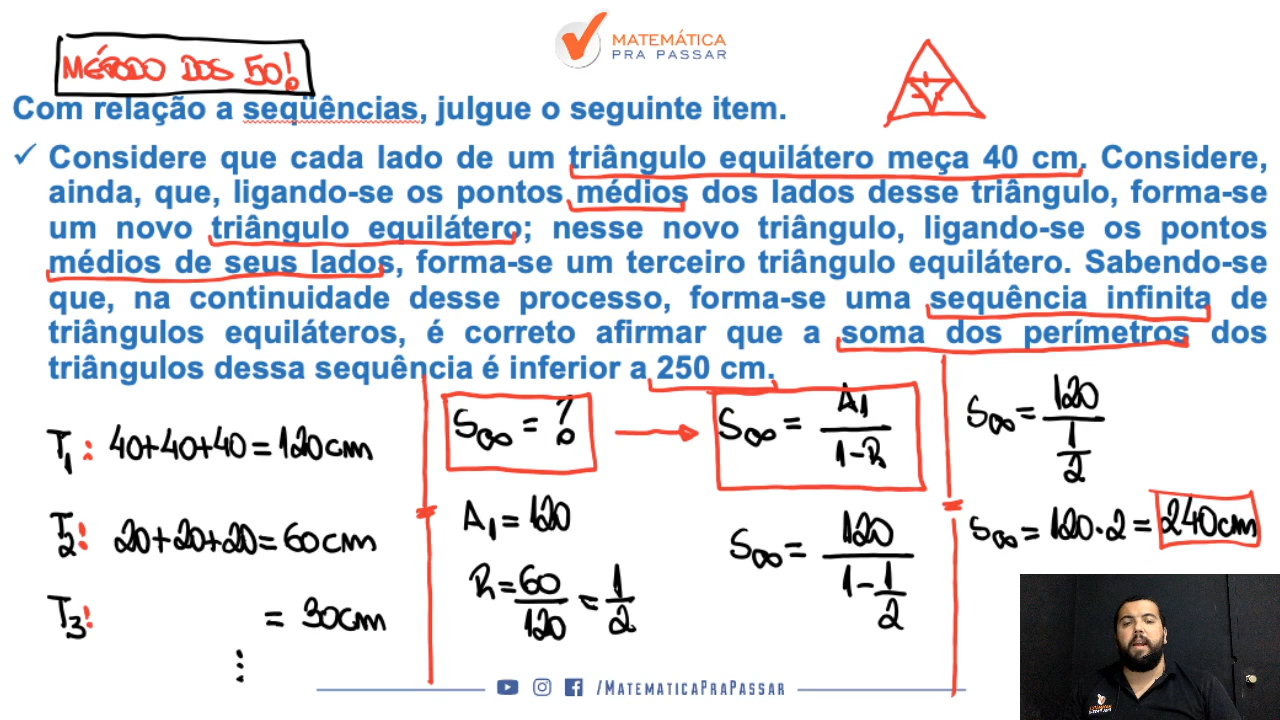 MATEMÁTICA
PRA PASSAR
MÉTODO DOS 50!
Com relação a seqüências, julgue o seguinte item.
✓ Considere que cada lado de um triângulo equilátero meça 40 cm. Considere,
ainda, que, ligando-se os pontos médios dos lados desse triângulo, forma-se
um novo triângulo equilátero; nesse novo triângulo, ligando-se os pontos
médios de seus lados, forma-se um terceiro triângulo equilátero. Sabendo-se
que, na continuidade desse processo, forma-se uma sequência infinita de
triângulos equiláteros, é correto afirmar que a soma dos perímetros dos
triângulos dessa sequência é inferior a 250 cm.
T1: 40+40+40=120cm
T2: 20+20+20=60cm
T3: = 30cm
⋮
S∞ = ?
A1 = 120
R = 60/120 = 1/2
S∞ = A1/(1-R)
S∞ = 120/(1-1/2)
S∞ = 120/(1/2)
S∞ = 120·2 = 240cm
/MATEMATICAPRAPASSAR